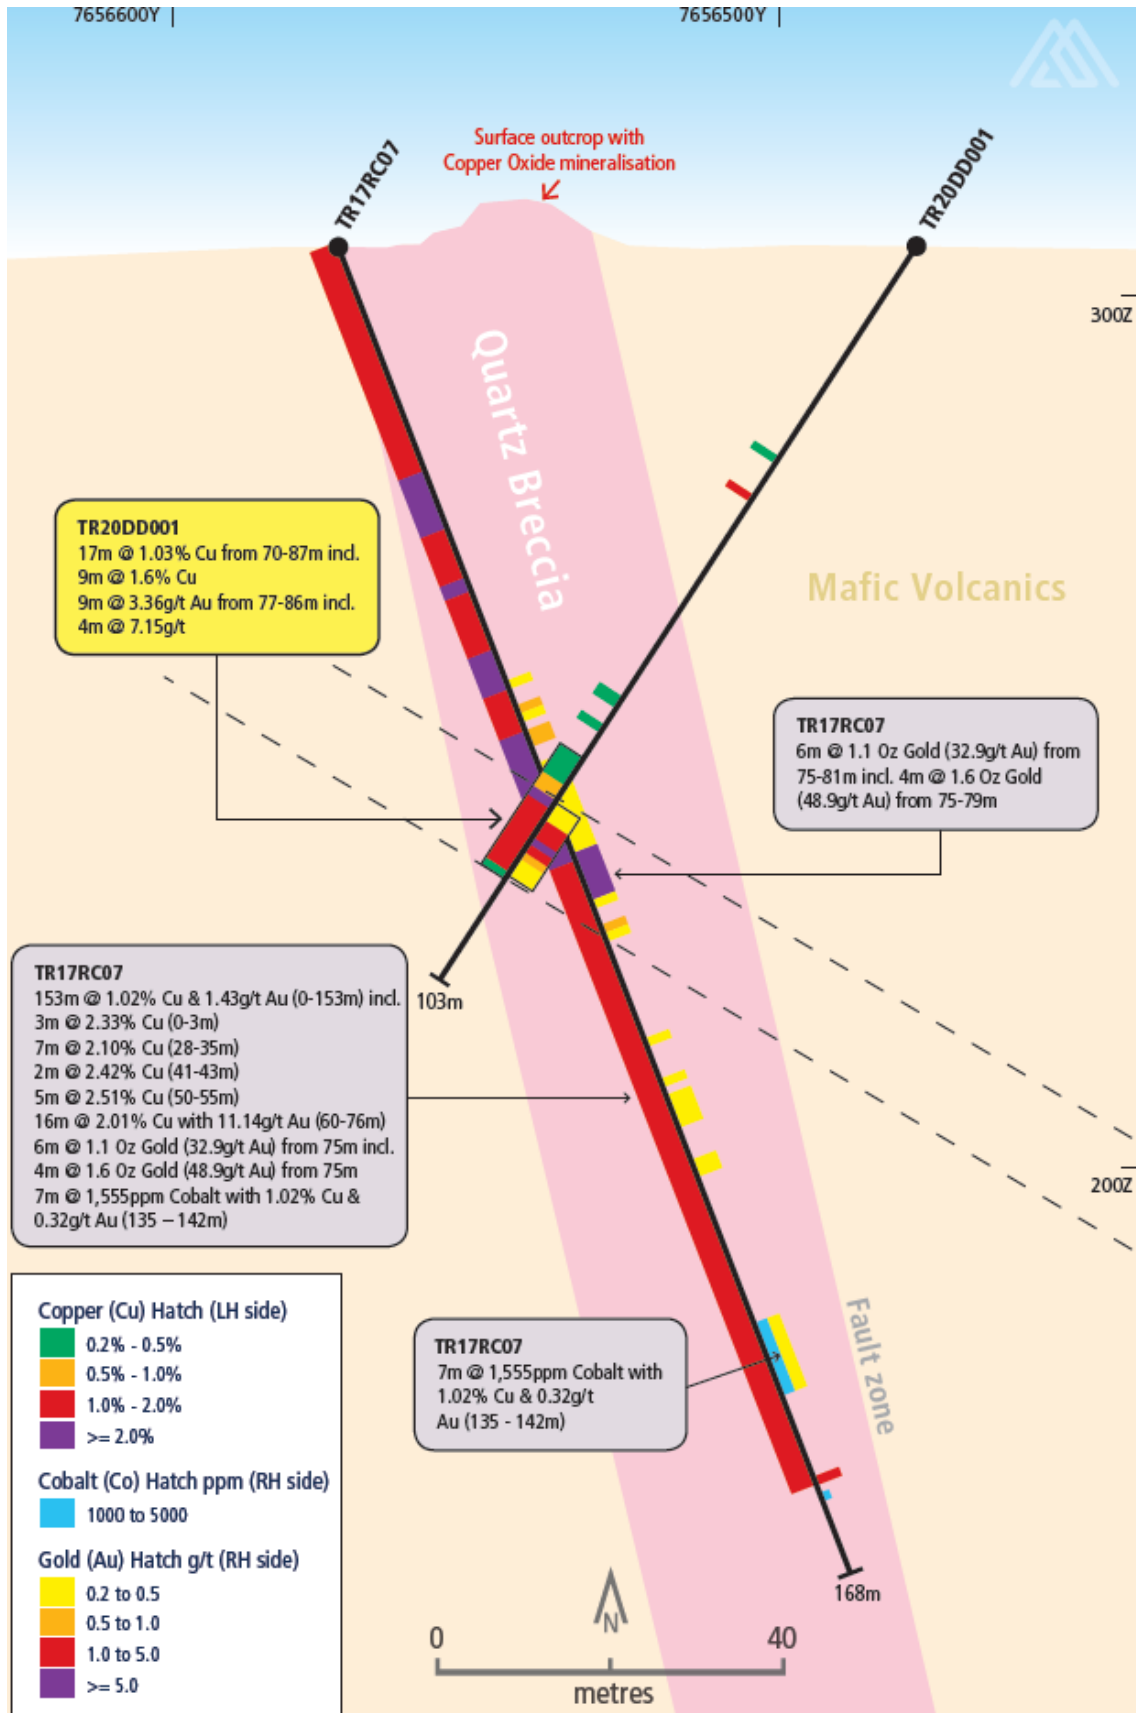 7656600Y
7656500Y
Surface outcrop with
Copper Oxide mineralisation
TR17RC07
TR20DD001
300Z
Quartz Breccia
TR20DD001
17m @ 1.03% Cu from 70-87m incl.
9m @ 1.6% Cu
9m @ 3.36g/t Au from 77-86m incl.
4m @ 7.15g/t
Mafic Volcanics
TR17RC07
6m @ 1.1 Oz Gold (32.9g/t Au) from
75-81m incl. 4m @ 1.6 Oz Gold
(48.9g/t Au) from 75-79m
TR17RC07
153m @ 1.02% Cu & 1.43g/t Au (0-153m) incl.
3m @ 2.33% Cu (0-3m)
7m @ 2.10% Cu (28-35m)
2m @ 2.42% Cu (41-43m)
5m @ 2.51% Cu (50-55m)
16m @ 2.01% Cu with 11.14g/t Au (60-76m)
6m @ 1.1 Oz Gold (32.9g/t Au) from 75m incl.
4m @ 1.6 Oz Gold (48.9g/t Au) from 75m
7m @ 1,555ppm Cobalt with 1.02% Cu &
0.32g/t Au (135 – 142m)
103m
200Z
Copper (Cu) Hatch (LH side)
0.2% - 0.5%
0.5% - 1.0%
1.0% - 2.0%
>= 2.0%
Cobalt (Co) Hatch ppm (RH side)
1000 to 5000
Gold (Au) Hatch g/t (RH side)
0.2 to 0.5
0.5 to 1.0
1.0 to 5.0
>= 5.0
TR17RC07
7m @ 1,555ppm Cobalt with
1.02% Cu & 0.32g/t
Au (135 - 142m)
Fault zone
168m
N
0
40
metres